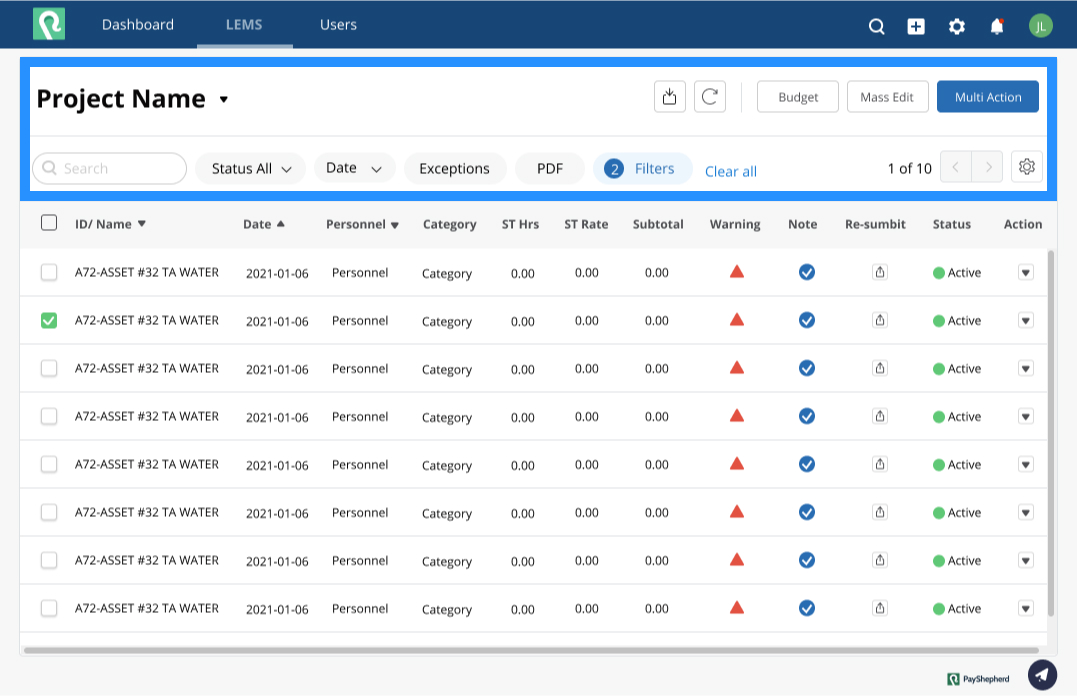 Dashboard LEMS Users JL
Project Name Budget Mass Edit Multi Action
Search Status All Date Exceptions PDF 2 Filters Clear all 1 of 10
ID/ Name Date Personnel Category ST Hrs ST Rate Subtotal Warning Note Re-sumbit Status Action
A72-ASSET #32 TA WATER 2021-01-06 Personnel Category 0.00 0.00 0.00 Active
A72-ASSET #32 TA WATER 2021-01-06 Personnel Category 0.00 0.00 0.00 Active
A72-ASSET #32 TA WATER 2021-01-06 Personnel Category 0.00 0.00 0.00 Active
A72-ASSET #32 TA WATER 2021-01-06 Personnel Category 0.00 0.00 0.00 Active
A72-ASSET #32 TA WATER 2021-01-06 Personnel Category 0.00 0.00 0.00 Active
A72-ASSET #32 TA WATER 2021-01-06 Personnel Category 0.00 0.00 0.00 Active
A72-ASSET #32 TA WATER 2021-01-06 Personnel Category 0.00 0.00 0.00 Active
A72-ASSET #32 TA WATER 2021-01-06 Personnel Category 0.00 0.00 0.00 Active
PayShepherd